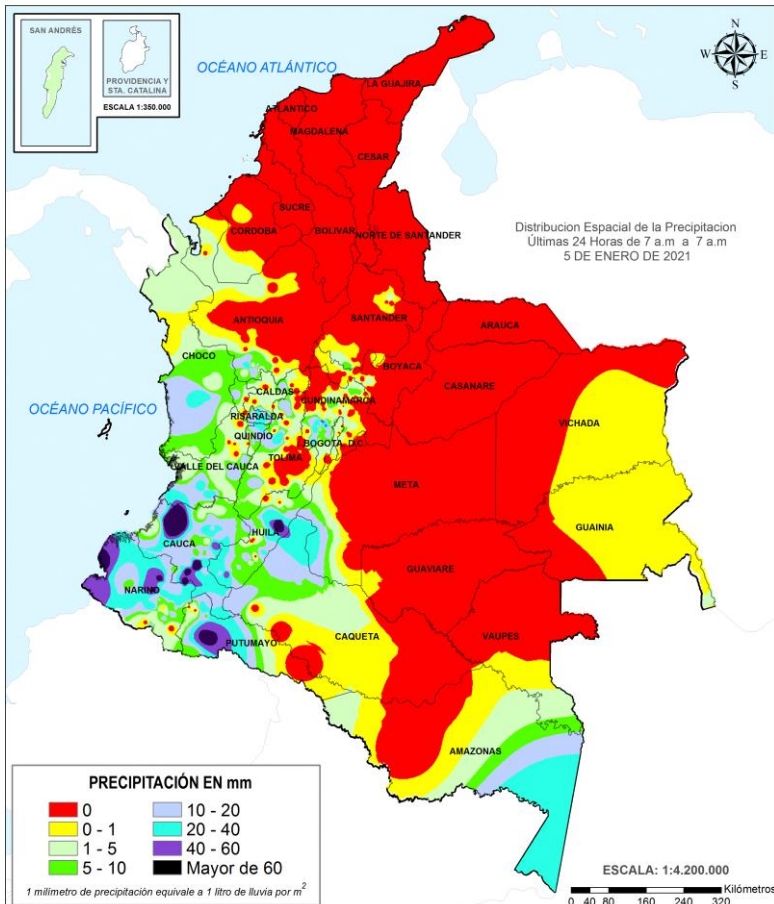 SAN ANDRÉS
PROVIDENCIA Y
STA. CATALINA
ESCALA 1:350.000
OCÉANO ATLÁNTICO
N
W E
S
LA GUAJIRA
ATLANTICO
MAGDALENA
CESAR
SUCRE
CORDOBA
BOLIVAR
NORTE DE SANTANDER
Distribucion Espacial de la Precipitacion
Últimas 24 Horas de 7 a.m a 7 a.m
5 DE ENERO DE 2021
ANTIOQUIA
SANTANDER
ARAUCA
CHOCO
BOYACA
CASANARE
CALDAS
CUNDINAMARCA
OCÉANO PACÍFICO
RISARALDA
VICHADA
QUINDIO
BOGOTA. D.C
TOLIMA
VALLE DEL CAUCA
META
GUAINIA
HUILA
CAUCA
GUAVIARE
NARIÑO
PUTUMAYO
CAQUETA
VAUPES
AMAZONAS
PRECIPITACIÓN EN mm
0 10 - 20
0 - 1 20 - 40
1 - 5 40 - 60
5 - 10 Mayor de 60
1 milímetro de precipitación equivale a 1 litro de lluvia por m²
ESCALA: 1:4.200.000
Kilómetros
0 40 80 160 240 320